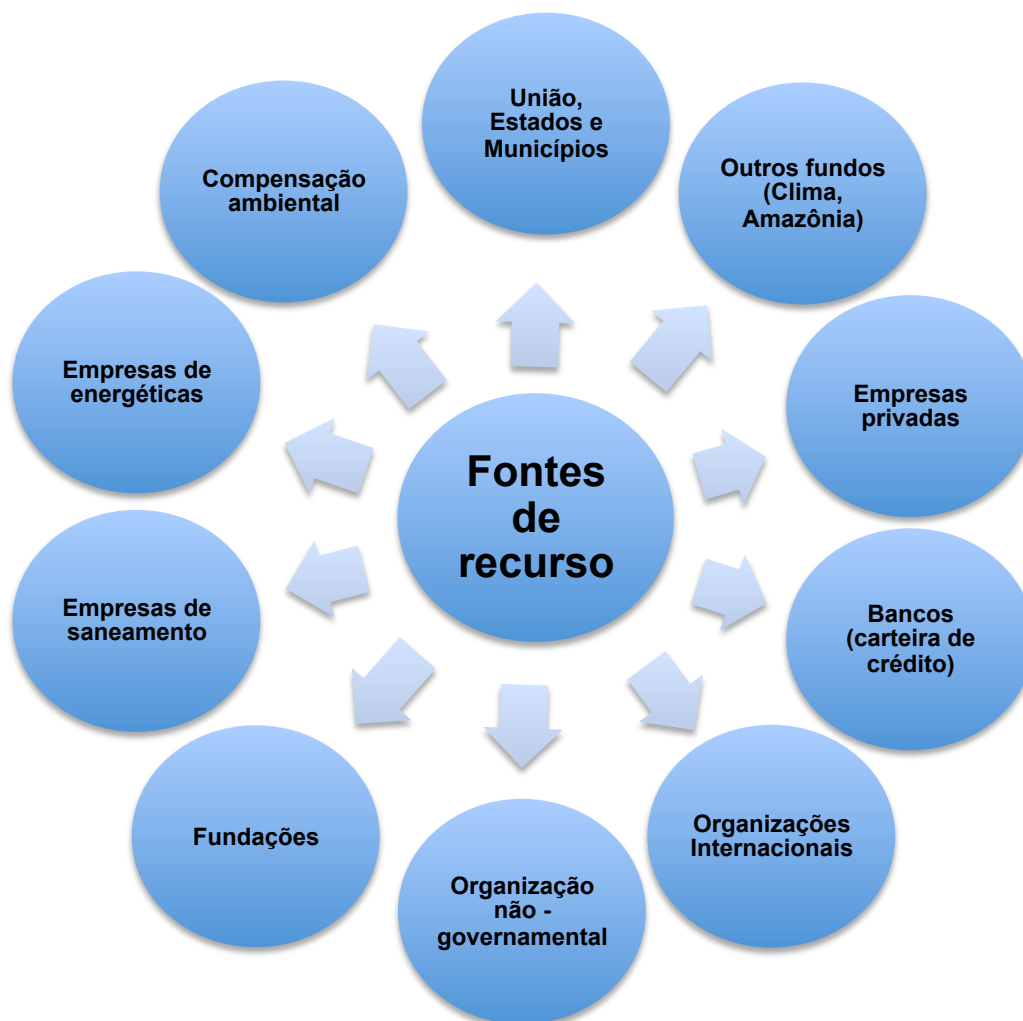 União,
Estados e
Municípios
Outros fundos
(Clima,
Amazônia)
Empresas
privadas
Bancos
(carteira de
crédito)
Organizações
Internacionais
Organização
não -
governamental
Fundações
Empresas de
saneamento
Empresas de
energéticas
Compensação
ambiental
Fontes
de
recurso